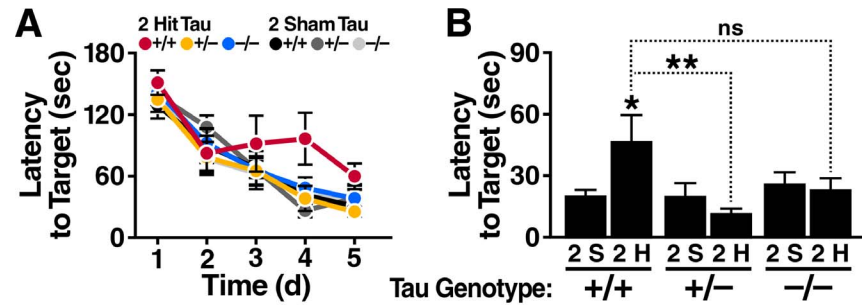 A
2 Hit Tau 2 Sham Tau
+/+ +/− −/− +/+ +/− −/−
Latency
to Target (sec)
180
120
60
0
1 2 3 4 5
Time (d)
B
Latency
to Target (sec)
90
60
30
0
ns
**
*
2 S 2 H 2 S 2 H 2 S 2 H
Tau Genotype: +/+ +/− −/−